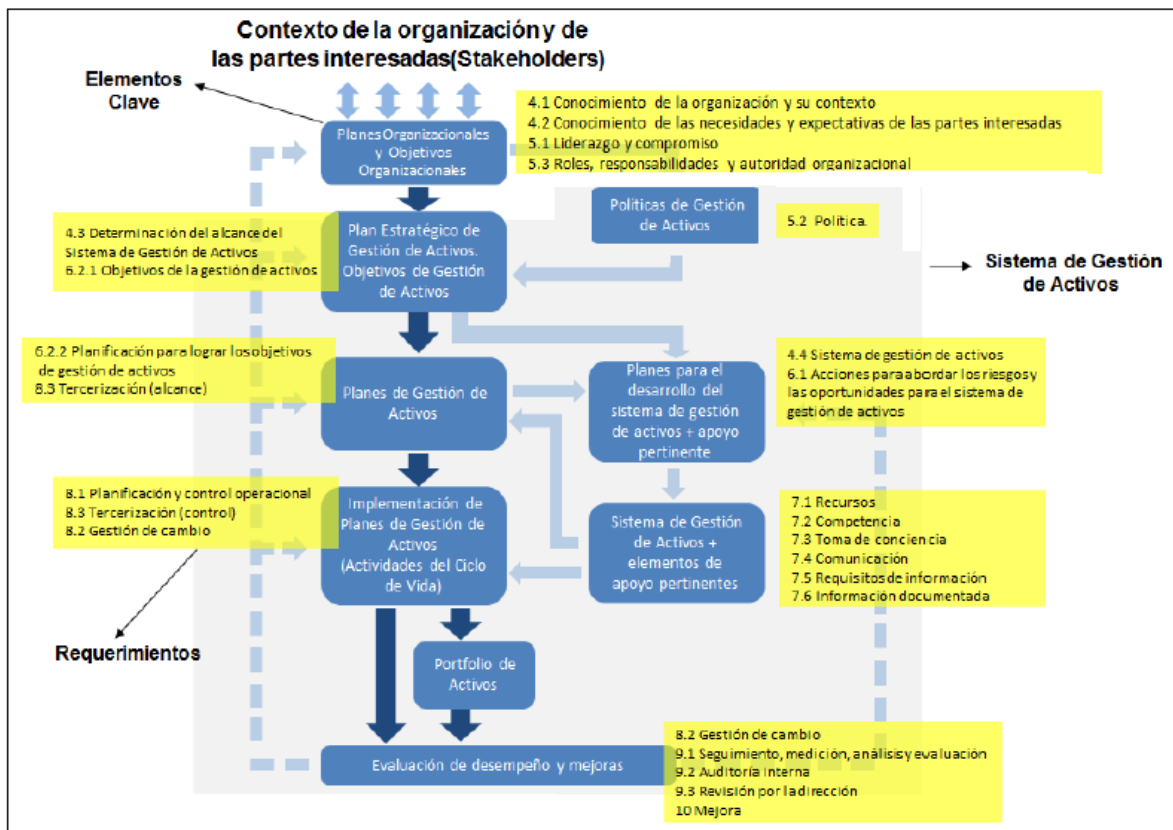 Contexto de la organización y de
las partes interesadas(Stakeholders)
Elementos
Clave
Planes Organizacionales
y Objetivos
Organizacionales
4.1 Conocimiento de la organización y su contexto
4.2 Conocimiento de las necesidades y expectativas de las partes interesadas
5.1 Liderazgo y compromiso
5.3 Roles, responsabilidades y autoridad organizacional
Políticas de Gestión
de Activos
5.2 Política.
4.3 Determinación del alcance del
Sistema de Gestión de Activos
6.2.1 Objetivos de la gestión de activos
Plan Estratégico de
Gestión de Activos.
Objetivos de Gestión
de Activos
Sistema de Gestión
de Activos
6.2.2 Planificación para lograr los objetivos
de gestión de activos
8.3 Tercerización (alcance)
Planes de Gestión de
Activos
Planes para el
desarrollo del
sistema de gestión
de activos + apoyo
pertinente
4.4 Sistema de gestión de activos
6.1 Acciones para abordar los riesgos y
las oportunidades para el sistema de
gestión de activos
8.1 Planificación y control operacional
8.3 Tercerización (control)
8.2 Gestión de cambio
Implementación de
Planes de Gestión de
Activos
(Actividades del Ciclo
de Vida)
Sistema de Gestión
de Activos +
elementos de
apoyo pertinentes
7.1 Recursos
7.2 Competencia
7.3 Toma de conciencia
7.4 Comunicación
7.5 Requisitos de información
7.6 Información documentada
Requerimientos
Portfolio de
Activos
Evaluación de desempeño y mejoras
8.2 Gestión de cambio
9.1 Seguimiento, medición, análisis y evaluación
9.2 Auditoría interna
9.3 Revisión por la dirección
10 Mejora